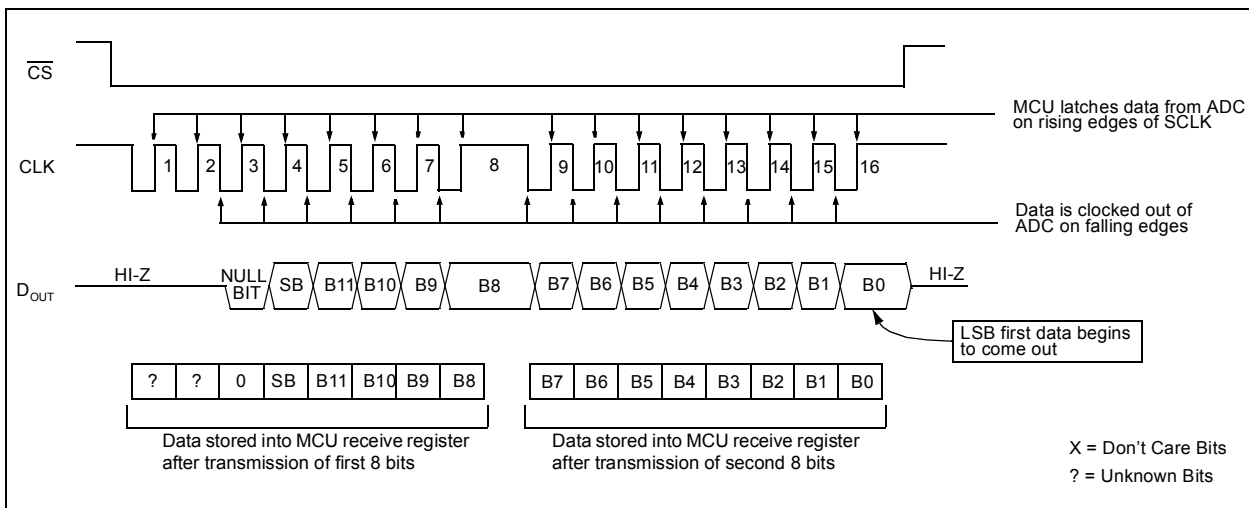 CS
MCU latches data from ADC
on rising edges of SCLK
CLK
1 2 3 4 5 6 7 8 9 10 11 12 13 14 15 16
Data is clocked out of
ADC on falling edges
DOUT
HI-Z
NULL
BIT
SB B11 B10 B9 B8 B7 B6 B5 B4 B3 B2 B1 B0
HI-Z
LSB first data begins
to come out
? ? 0 SB B11 B10 B9 B8
B7 B6 B5 B4 B3 B2 B1 B0
Data stored into MCU receive register
after transmission of first 8 bits
Data stored into MCU receive register
after transmission of second 8 bits
X = Don't Care Bits
? = Unknown Bits